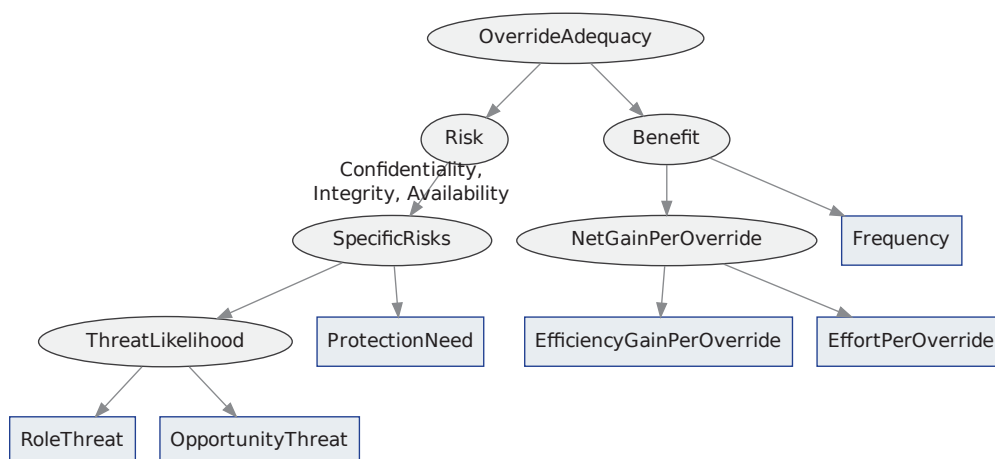 OverrideAdequacy
Risk
Benefit
Confidentiality,
Integrity, Availability
SpecificRisks
NetGainPerOverride
Frequency
ThreatLikelihood
ProtectionNeed
EfficiencyGainPerOverride
EffortPerOverride
RoleThreat
OpportunityThreat